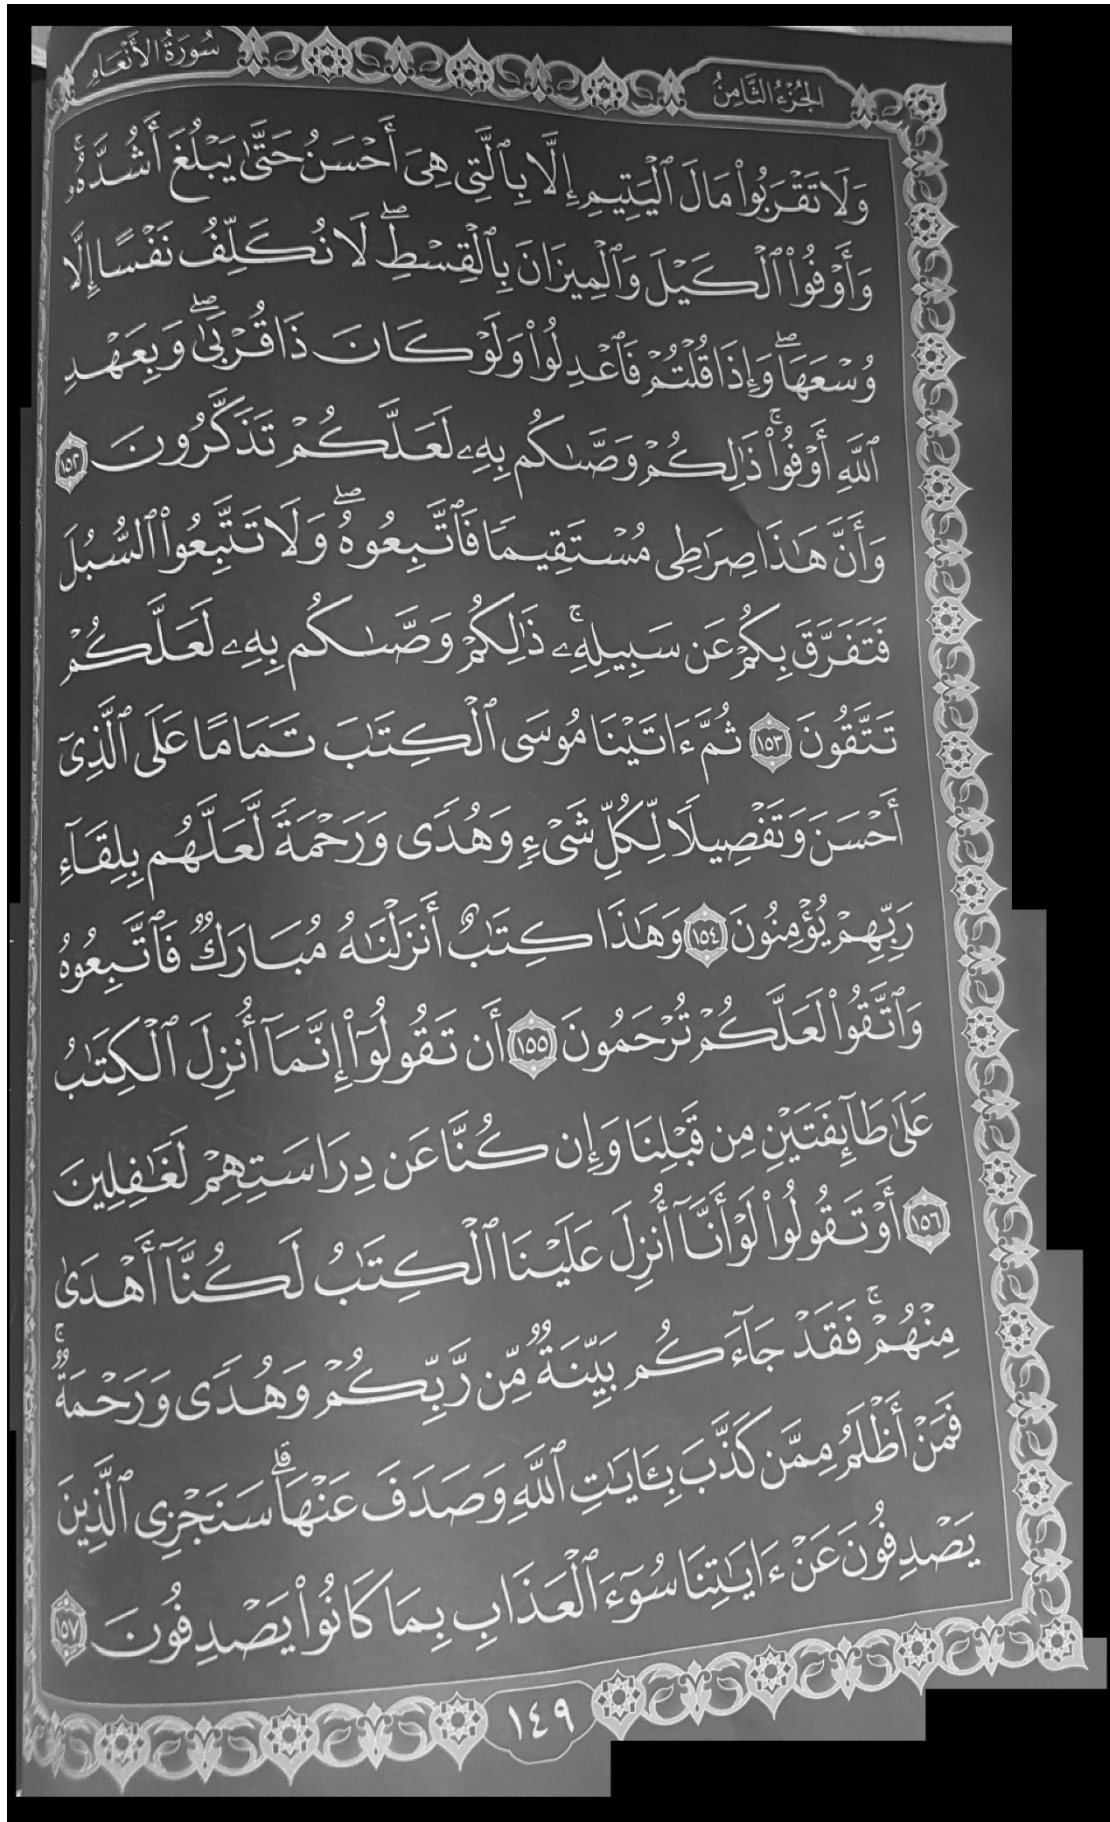 الجُزْءُ الثَّامِنُ
سُورَةُ الأَنْعَام
وَلَا تَقْرَبُوا۟ مَالَ ٱلْيَتِيمِ إِلَّا بِٱلَّتِى هِىَ أَحْسَنُ حَتَّىٰ يَبْلُغَ أَشُدَّهُۥۚ
وَأَوْفُوا۟ ٱلْكَيْلَ وَٱلْمِيزَانَ بِٱلْقِسْطِۖ لَا نُكَلِّفُ نَفْسًا إِلَّا
وُسْعَهَاۖ وَإِذَا قُلْتُمْ فَٱعْدِلُوا۟ وَلَوْ كَانَ ذَا قُرْبَىٰۖ وَبِعَهْدِ
ٱللَّهِ أَوْفُوا۟ۚ ذَٰلِكُمْ وَصَّىٰكُم بِهِۦ لَعَلَّكُمْ تَذَكَّرُونَ ١٥٢
وَأَنَّ هَٰذَا صِرَٰطِى مُسْتَقِيمًا فَٱتَّبِعُوهُۖ وَلَا تَتَّبِعُوا۟ ٱلسُّبُلَ
فَتَفَرَّقَ بِكُمْ عَن سَبِيلِهِۦۚ ذَٰلِكُمْ وَصَّىٰكُم بِهِۦ لَعَلَّكُمْ
تَتَّقُونَ ١٥٣ ثُمَّ ءَاتَيْنَا مُوسَى ٱلْكِتَٰبَ تَمَامًا عَلَى ٱلَّذِىٓ
أَحْسَنَ وَتَفْصِيلًا لِّكُلِّ شَىْءٍ وَهُدًى وَرَحْمَةً لَّعَلَّهُم بِلِقَآءِ
رَبِّهِمْ يُؤْمِنُونَ ١٥٤ وَهَٰذَا كِتَٰبٌ أَنزَلْنَٰهُ مُبَارَكٌ فَٱتَّبِعُوهُ
وَٱتَّقُوا۟ لَعَلَّكُمْ تُرْحَمُونَ ١٥٥ أَن تَقُولُوٓا۟ إِنَّمَآ أُنزِلَ ٱلْكِتَٰبُ
عَلَىٰ طَآئِفَتَيْنِ مِن قَبْلِنَا وَإِن كُنَّا عَن دِرَاسَتِهِمْ لَغَٰفِلِينَ
١٥٦ أَوْ تَقُولُوا۟ لَوْ أَنَّآ أُنزِلَ عَلَيْنَا ٱلْكِتَٰبُ لَكُنَّآ أَهْدَىٰ
مِنْهُمْۚ فَقَدْ جَآءَكُم بَيِّنَةٌ مِّن رَّبِّكُمْ وَهُدًى وَرَحْمَةٌۚ
فَمَنْ أَظْلَمُ مِمَّن كَذَّبَ بِـَٔايَٰتِ ٱللَّهِ وَصَدَفَ عَنْهَاۗ سَنَجْزِى ٱلَّذِينَ
يَصْدِفُونَ عَنْ ءَايَٰتِنَا سُوٓءَ ٱلْعَذَابِ بِمَا كَانُوا۟ يَصْدِفُونَ ١٥٧
١٤٩